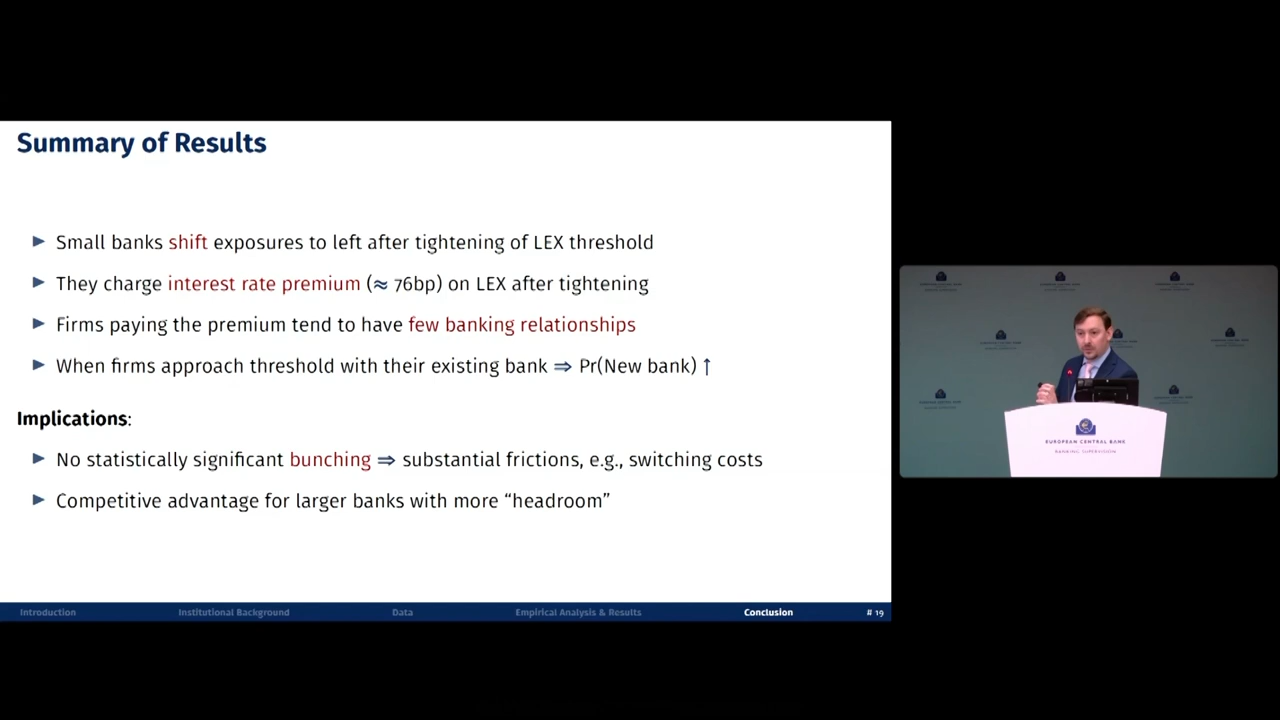 Summary of Results
▶ Small banks shift exposures to left after tightening of LEX threshold
▶ They charge interest rate premium (≈ 76bp) on LEX after tightening
▶ Firms paying the premium tend to have few banking relationships
▶ When firms approach threshold with their existing bank ⇒ Pr(New bank) ↑
Implications:
▶ No statistically significant bunching ⇒ substantial frictions, e.g., switching costs
▶ Competitive advantage for larger banks with more “headroom”
Introduction Institutional Background Data Empirical Analysis & Results Conclusion # 19
EUROPEAN CENTRAL BANK
BANKING SUPERVISION